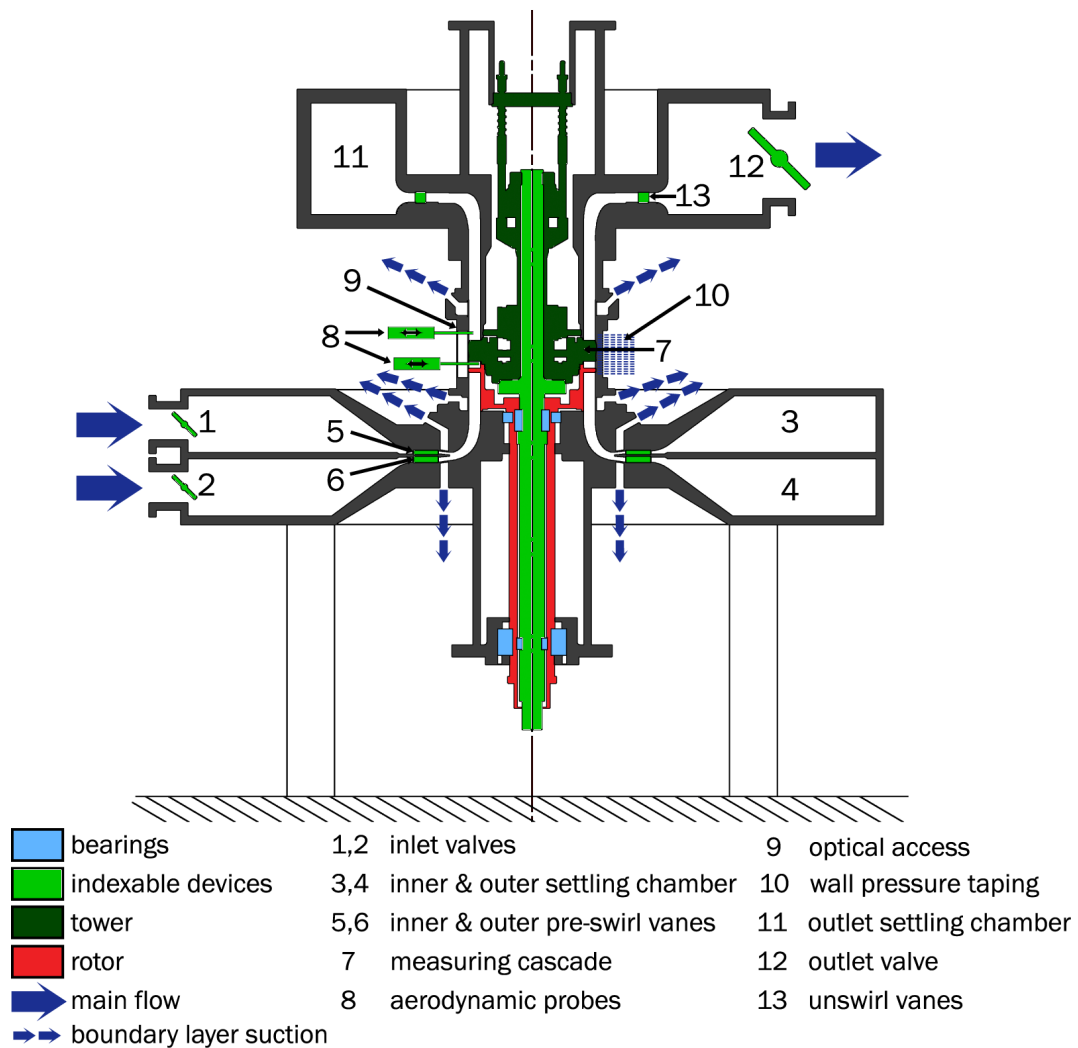 11
12
13
9
10
8
7
1
5
3
6
2
4
bearings
indexable devices
tower
rotor
main flow
boundary layer suction
1,2 inlet valves
3,4 inner & outer settling chamber
5,6 inner & outer pre-swirl vanes
7 measuring cascade
8 aerodynamic probes
9 optical access
10 wall pressure taping
11 outlet settling chamber
12 outlet valve
13 unswirl vanes